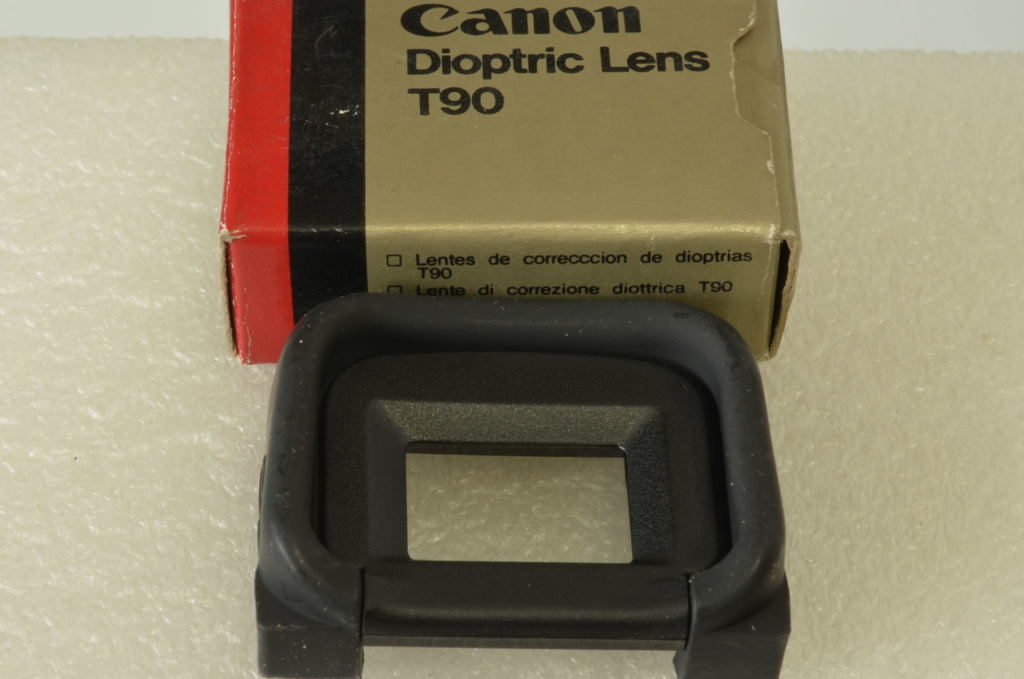 Canon
Dioptric Lens
T90
Lentes de correcccion de dioptrias
T90
Lente di correzione diottrica T90